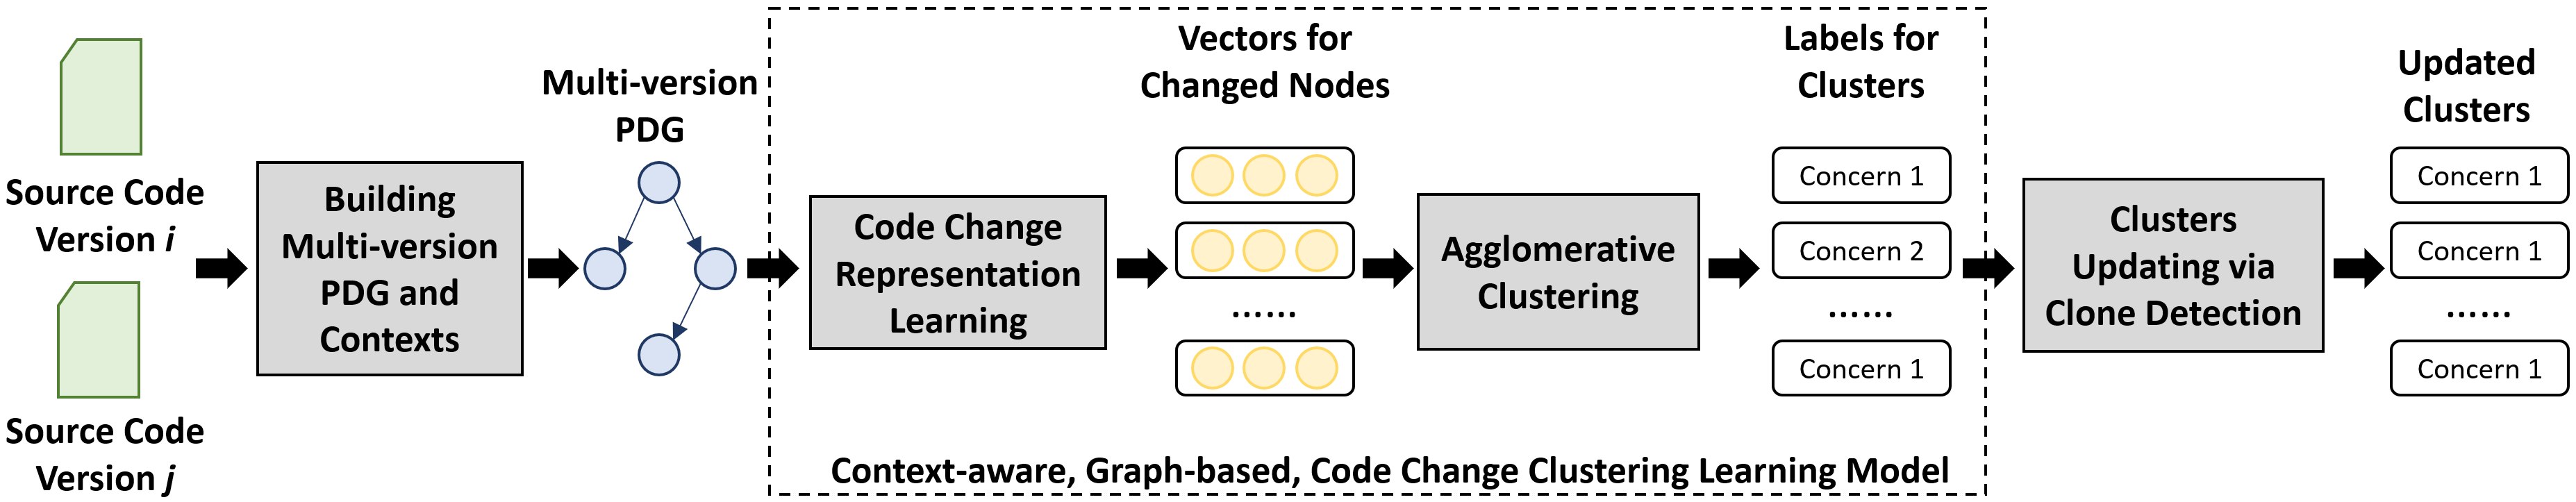 Source Code
Version i
Source Code
Version j
Building
Multi-version
PDG and
Contexts
Multi-version
PDG
Code Change
Representation
Learning
Vectors for
Changed Nodes
......
Agglomerative
Clustering
Labels for
Clusters
Concern 1
Concern 2
......
Concern 1
Context-aware, Graph-based, Code Change Clustering Learning Model
Clusters
Updating via
Clone Detection
Updated
Clusters
Concern 1
Concern 1
......
Concern 1